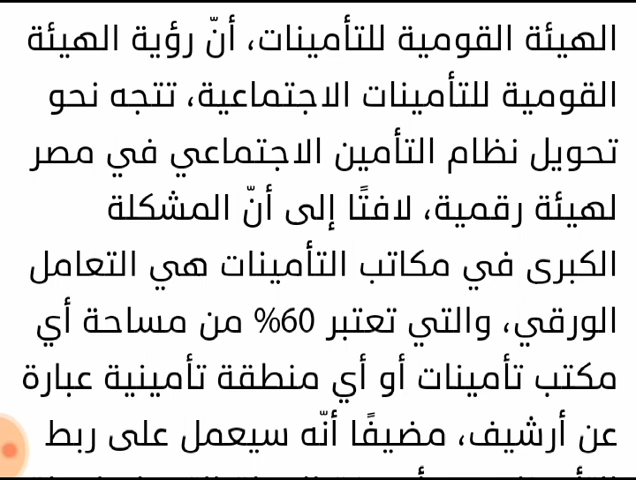 الهيئة القومية للتأمينات، أنّ رؤية الهيئة
القومية للتأمينات الاجتماعية، تتجه نحو
تحويل نظام التأمين الاجتماعي في مصر
لهيئة رقمية، لافتًا إلى أنّ المشكلة
الكبرى في مكاتب التأمينات هي التعامل
الورقي، والتي تعتبر 60% من مساحة أي
مكتب تأمينات أو أي منطقة تأمينية عبارة
عن أرشيف، مضيفًا أنّه سيعمل على ربط